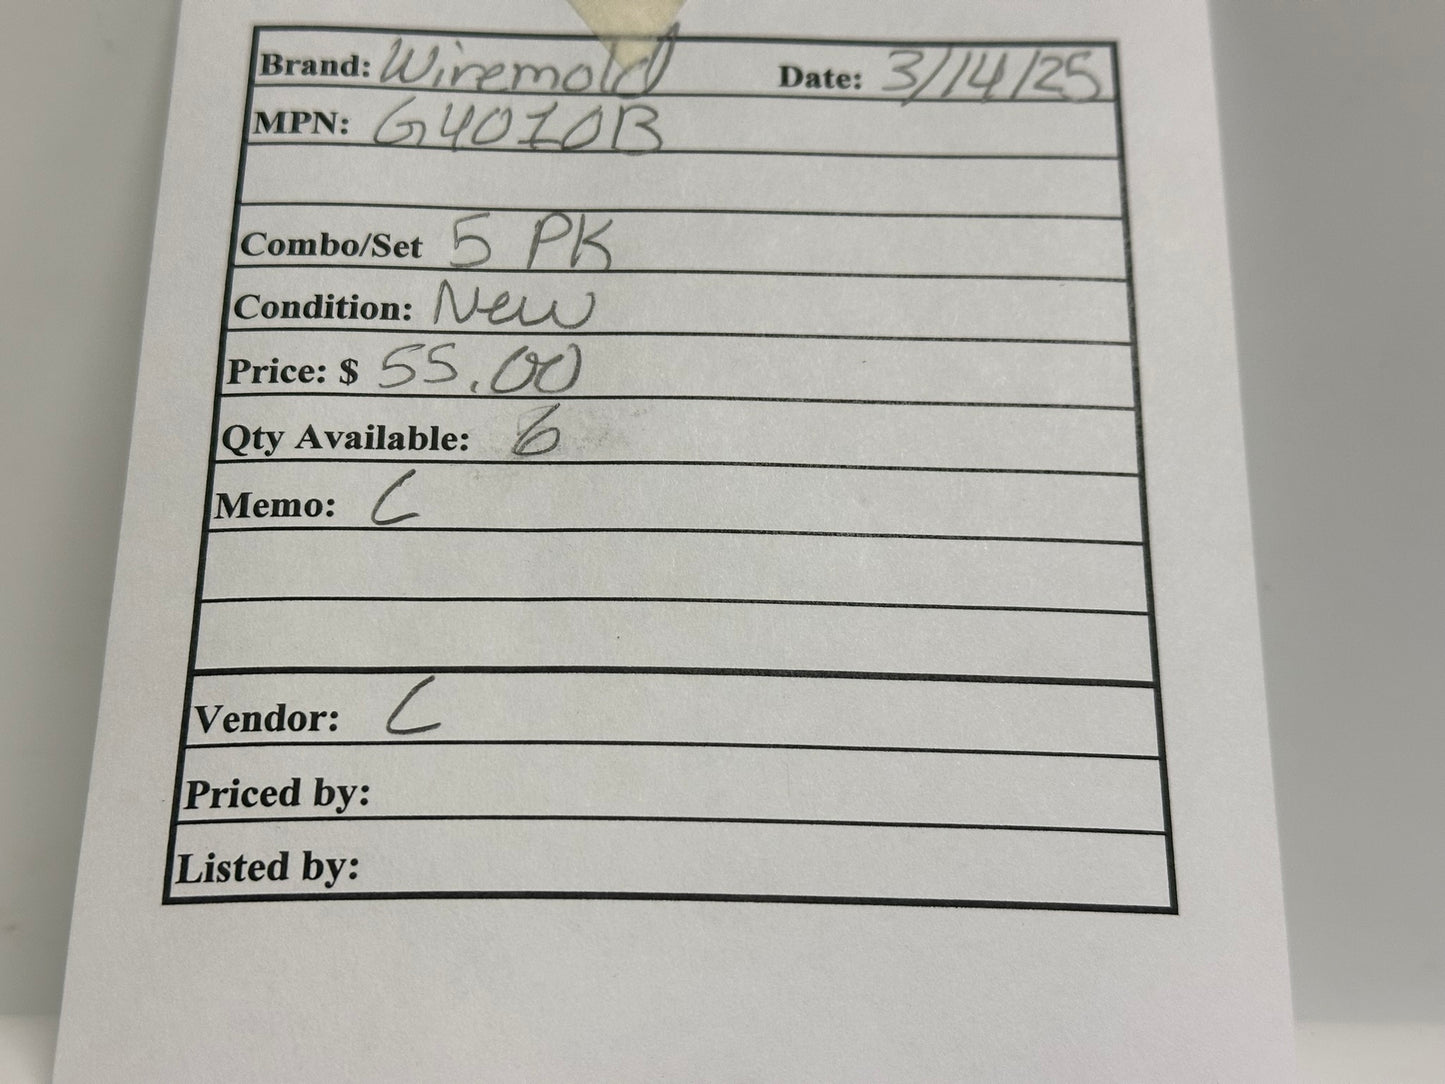 Brand: Wiremold Date: 3/14/25
MPN: G4010B
Combo/Set 5 PK
Condition: New
Price: $ 55.00
Qty Available: 6
Memo: C
Vendor: C
Priced by:
Listed by: